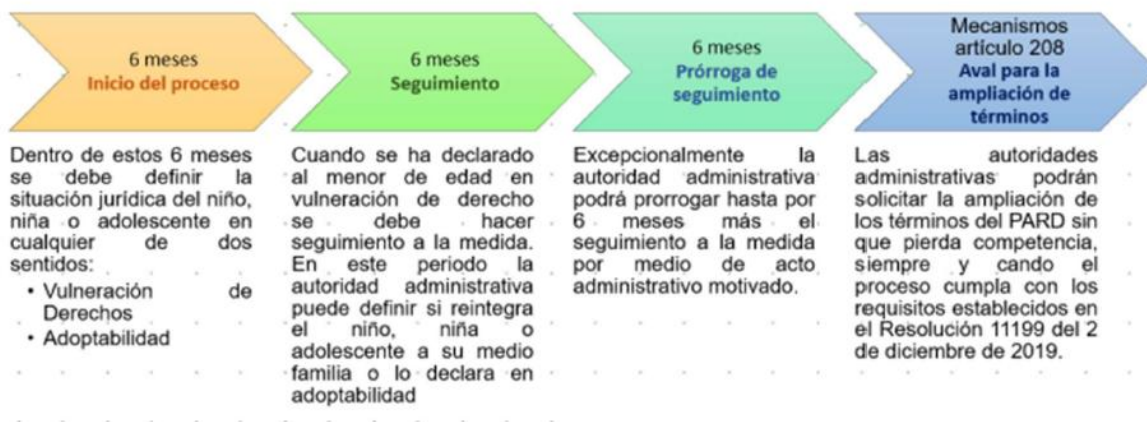 6 meses
Inicio del proceso
Dentro de estos 6 meses
se debe definir la
situación jurídica del niño,
niña o adolescente en
cualquier de dos
sentidos:
• Vulneración de
Derechos
• Adoptabilidad
6 meses
Seguimiento
Cuando se ha declarado
al menor de edad en
vulneración de derecho
se debe hacer
seguimiento a la medida.
En este periodo la
autoridad administrativa
puede definir si reintegra
el niño, niña o
adolescente a su medio
familia o lo declara en
adoptabilidad
6 meses
Prórroga de
seguimiento
Excepcionalmente la
autoridad administrativa
podrá prorrogar hasta por
6 meses más el
seguimiento a la medida
por medio de acto
administrativo motivado.
Mecanismos
artículo 208
Aval para la
ampliación de
términos
Las autoridades
administrativas podrán
solicitar la ampliación de
los términos del PARD sin
que pierda competencia,
siempre y cando el
proceso cumpla con los
requisitos establecidos en
el Resolución 11199 del 2
de diciembre de 2019.